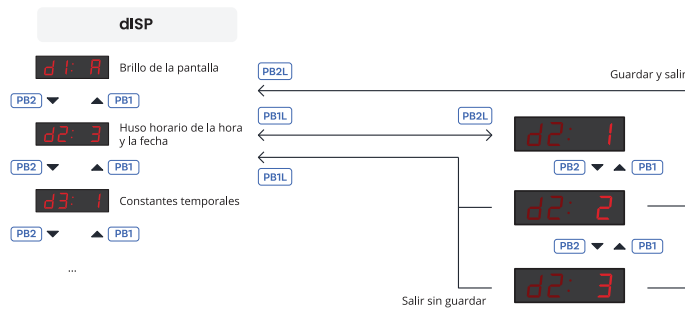 dISP
d1: A
Brillo de la pantalla
PB2L
Guardar y salir
PB2
PB1
PB1L
PB2L
d2: 3
Huso horario de la hora
y la fecha
d2: 1
PB2
PB1
PB1L
PB2
PB1
d3: 1
Constantes temporales
d2: 2
PB2
PB1
PB2
PB1
...
d2: 3
Salir sin guardar